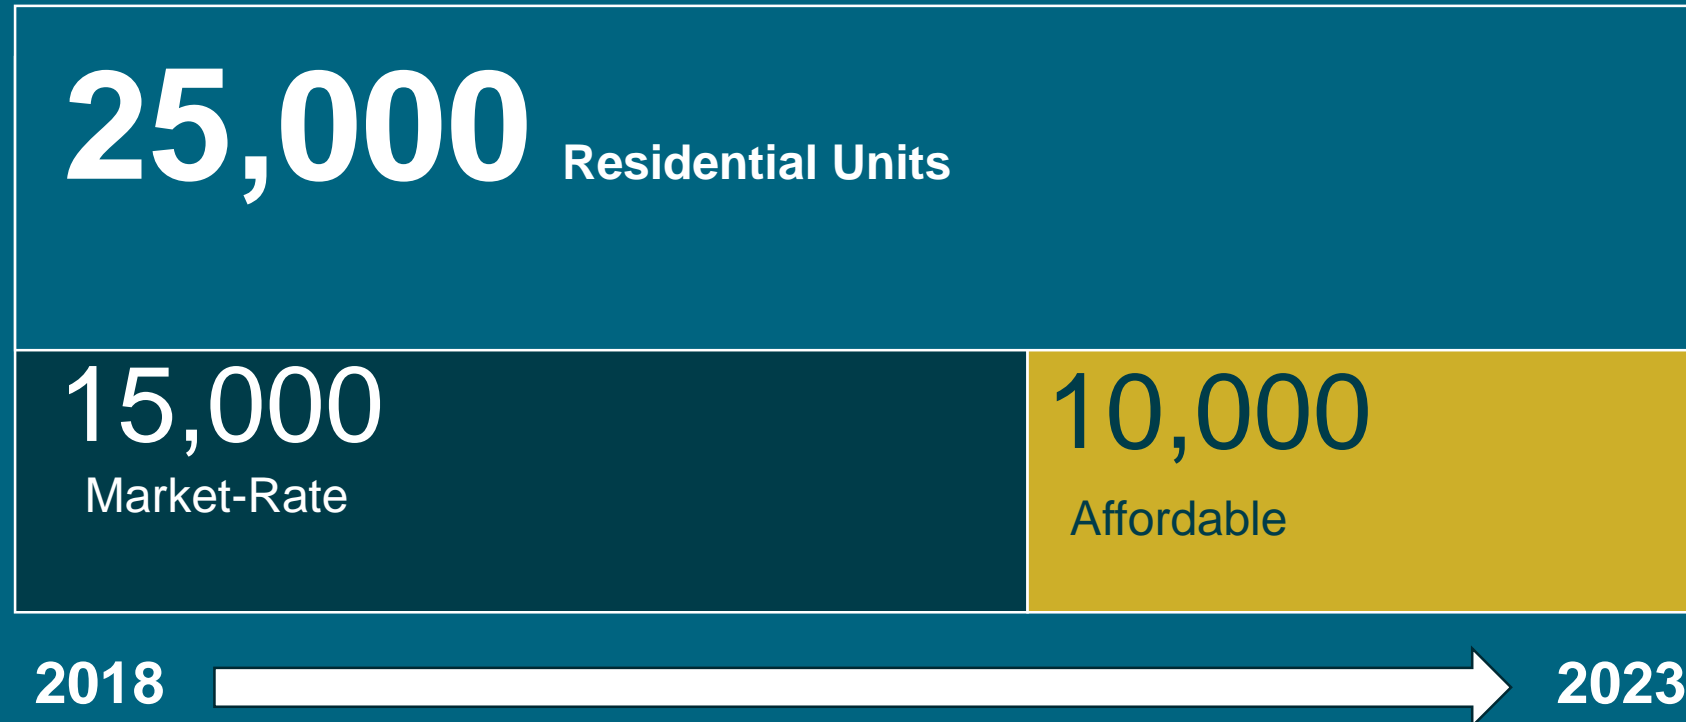 25,000 Residential Units
15,000
Market-Rate
10,000
Affordable
2018
2023